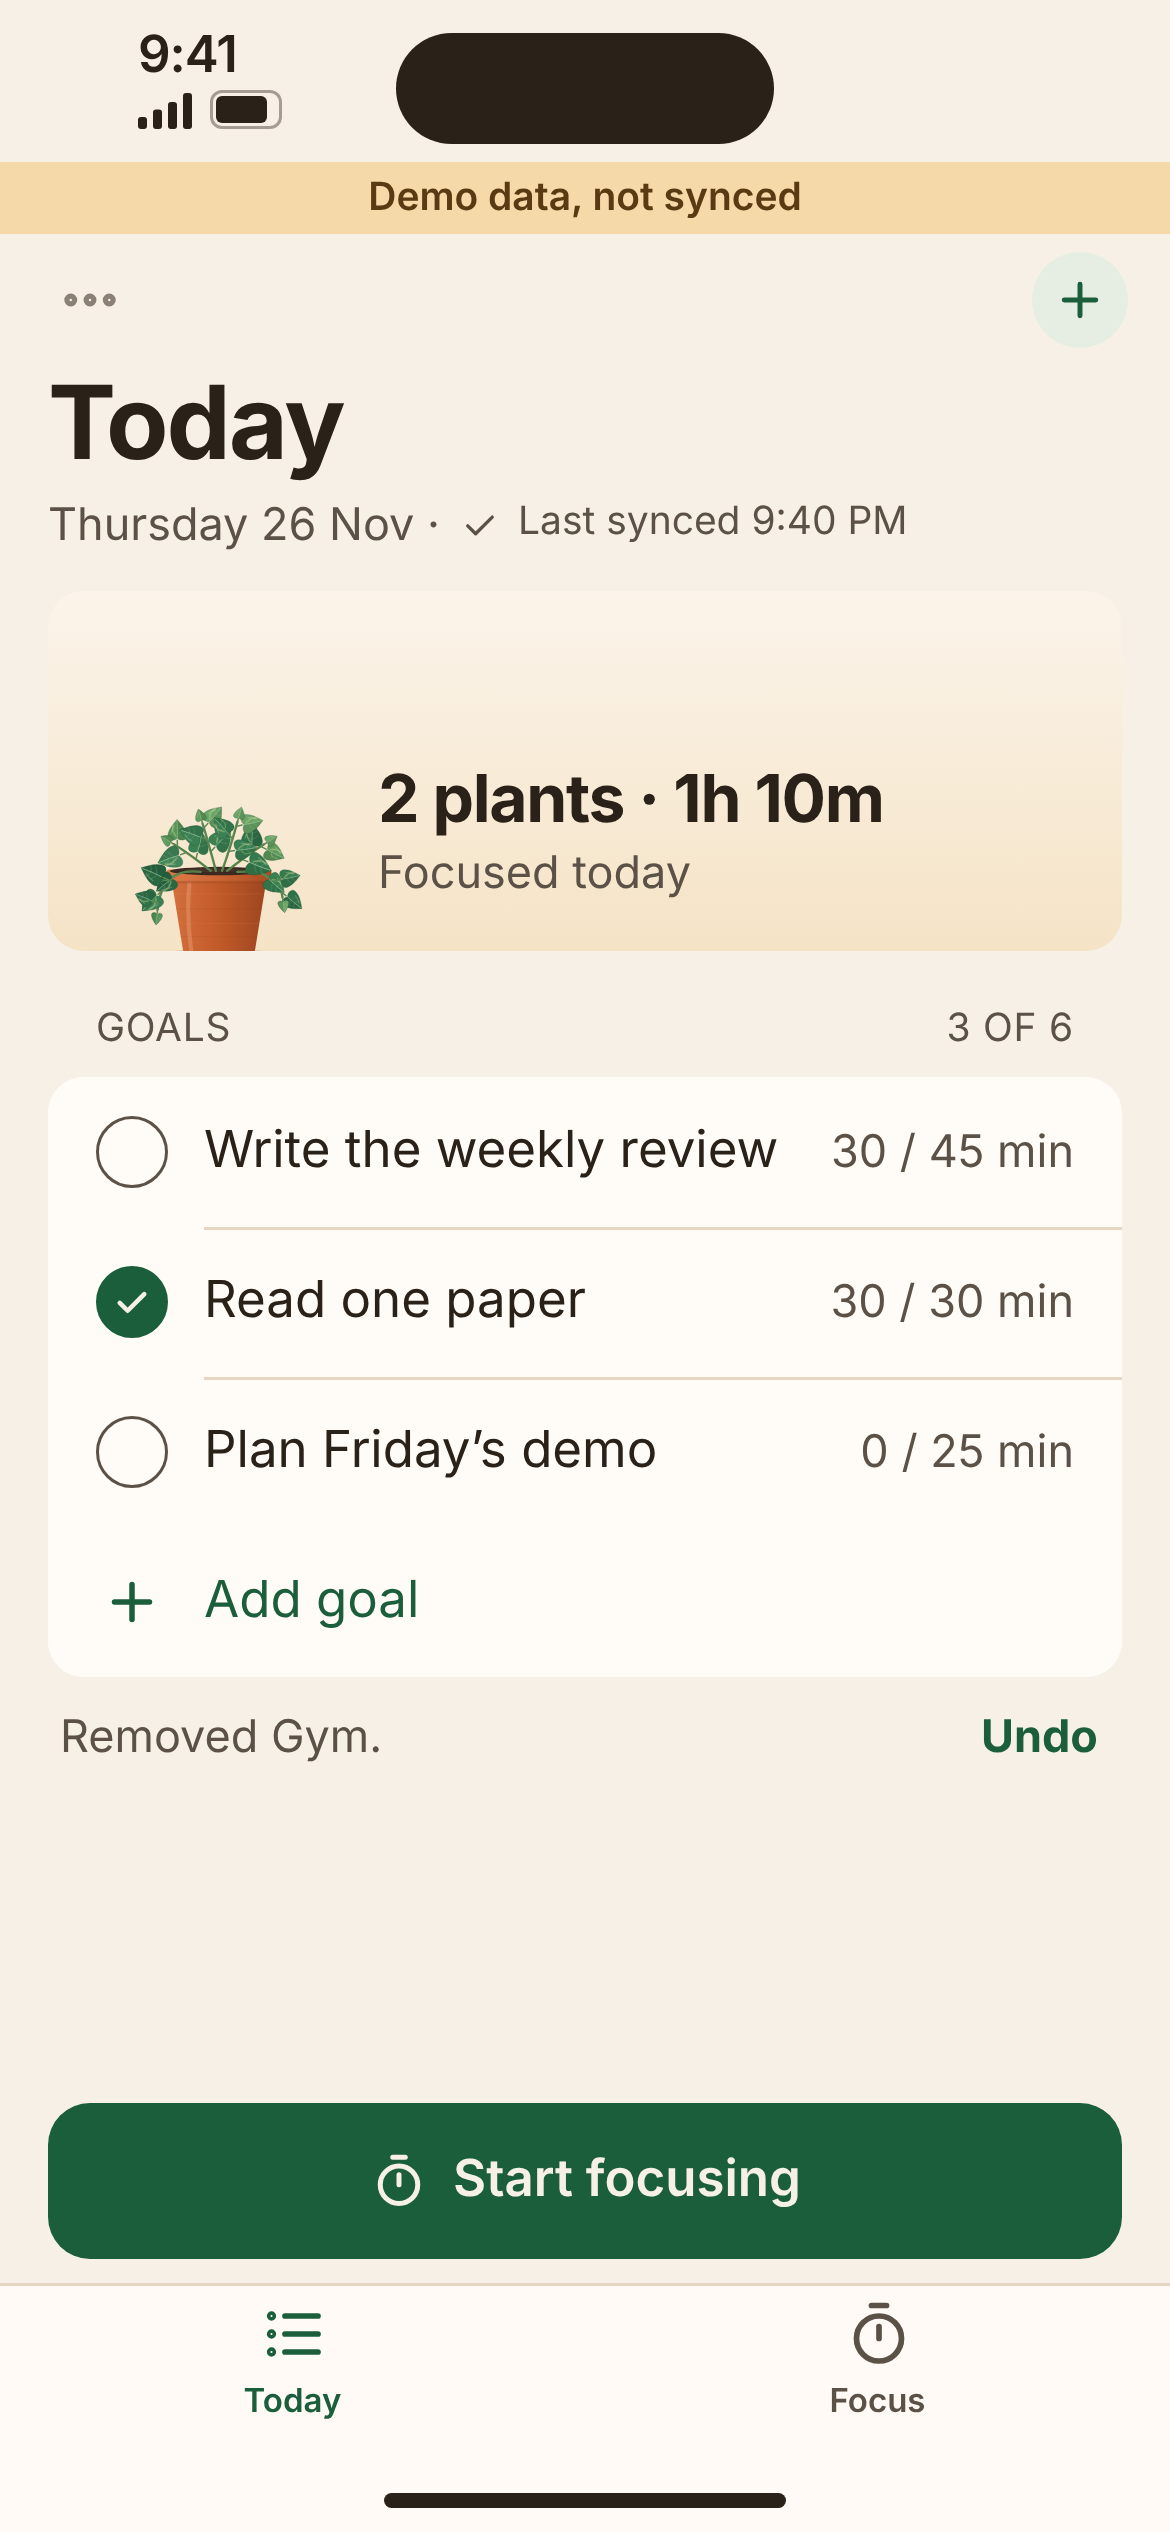 9:41
Demo data, not synced
Today
Thursday 26 Nov · Last synced 9:40 PM
2 plants · 1h 10m
Focused today
GOALS 3 OF 6
Write the weekly review 30 / 45 min
Read one paper 30 / 30 min
Plan Friday’s demo 0 / 25 min
Add goal
Removed Gym. Undo
Start focusing
Today Focus